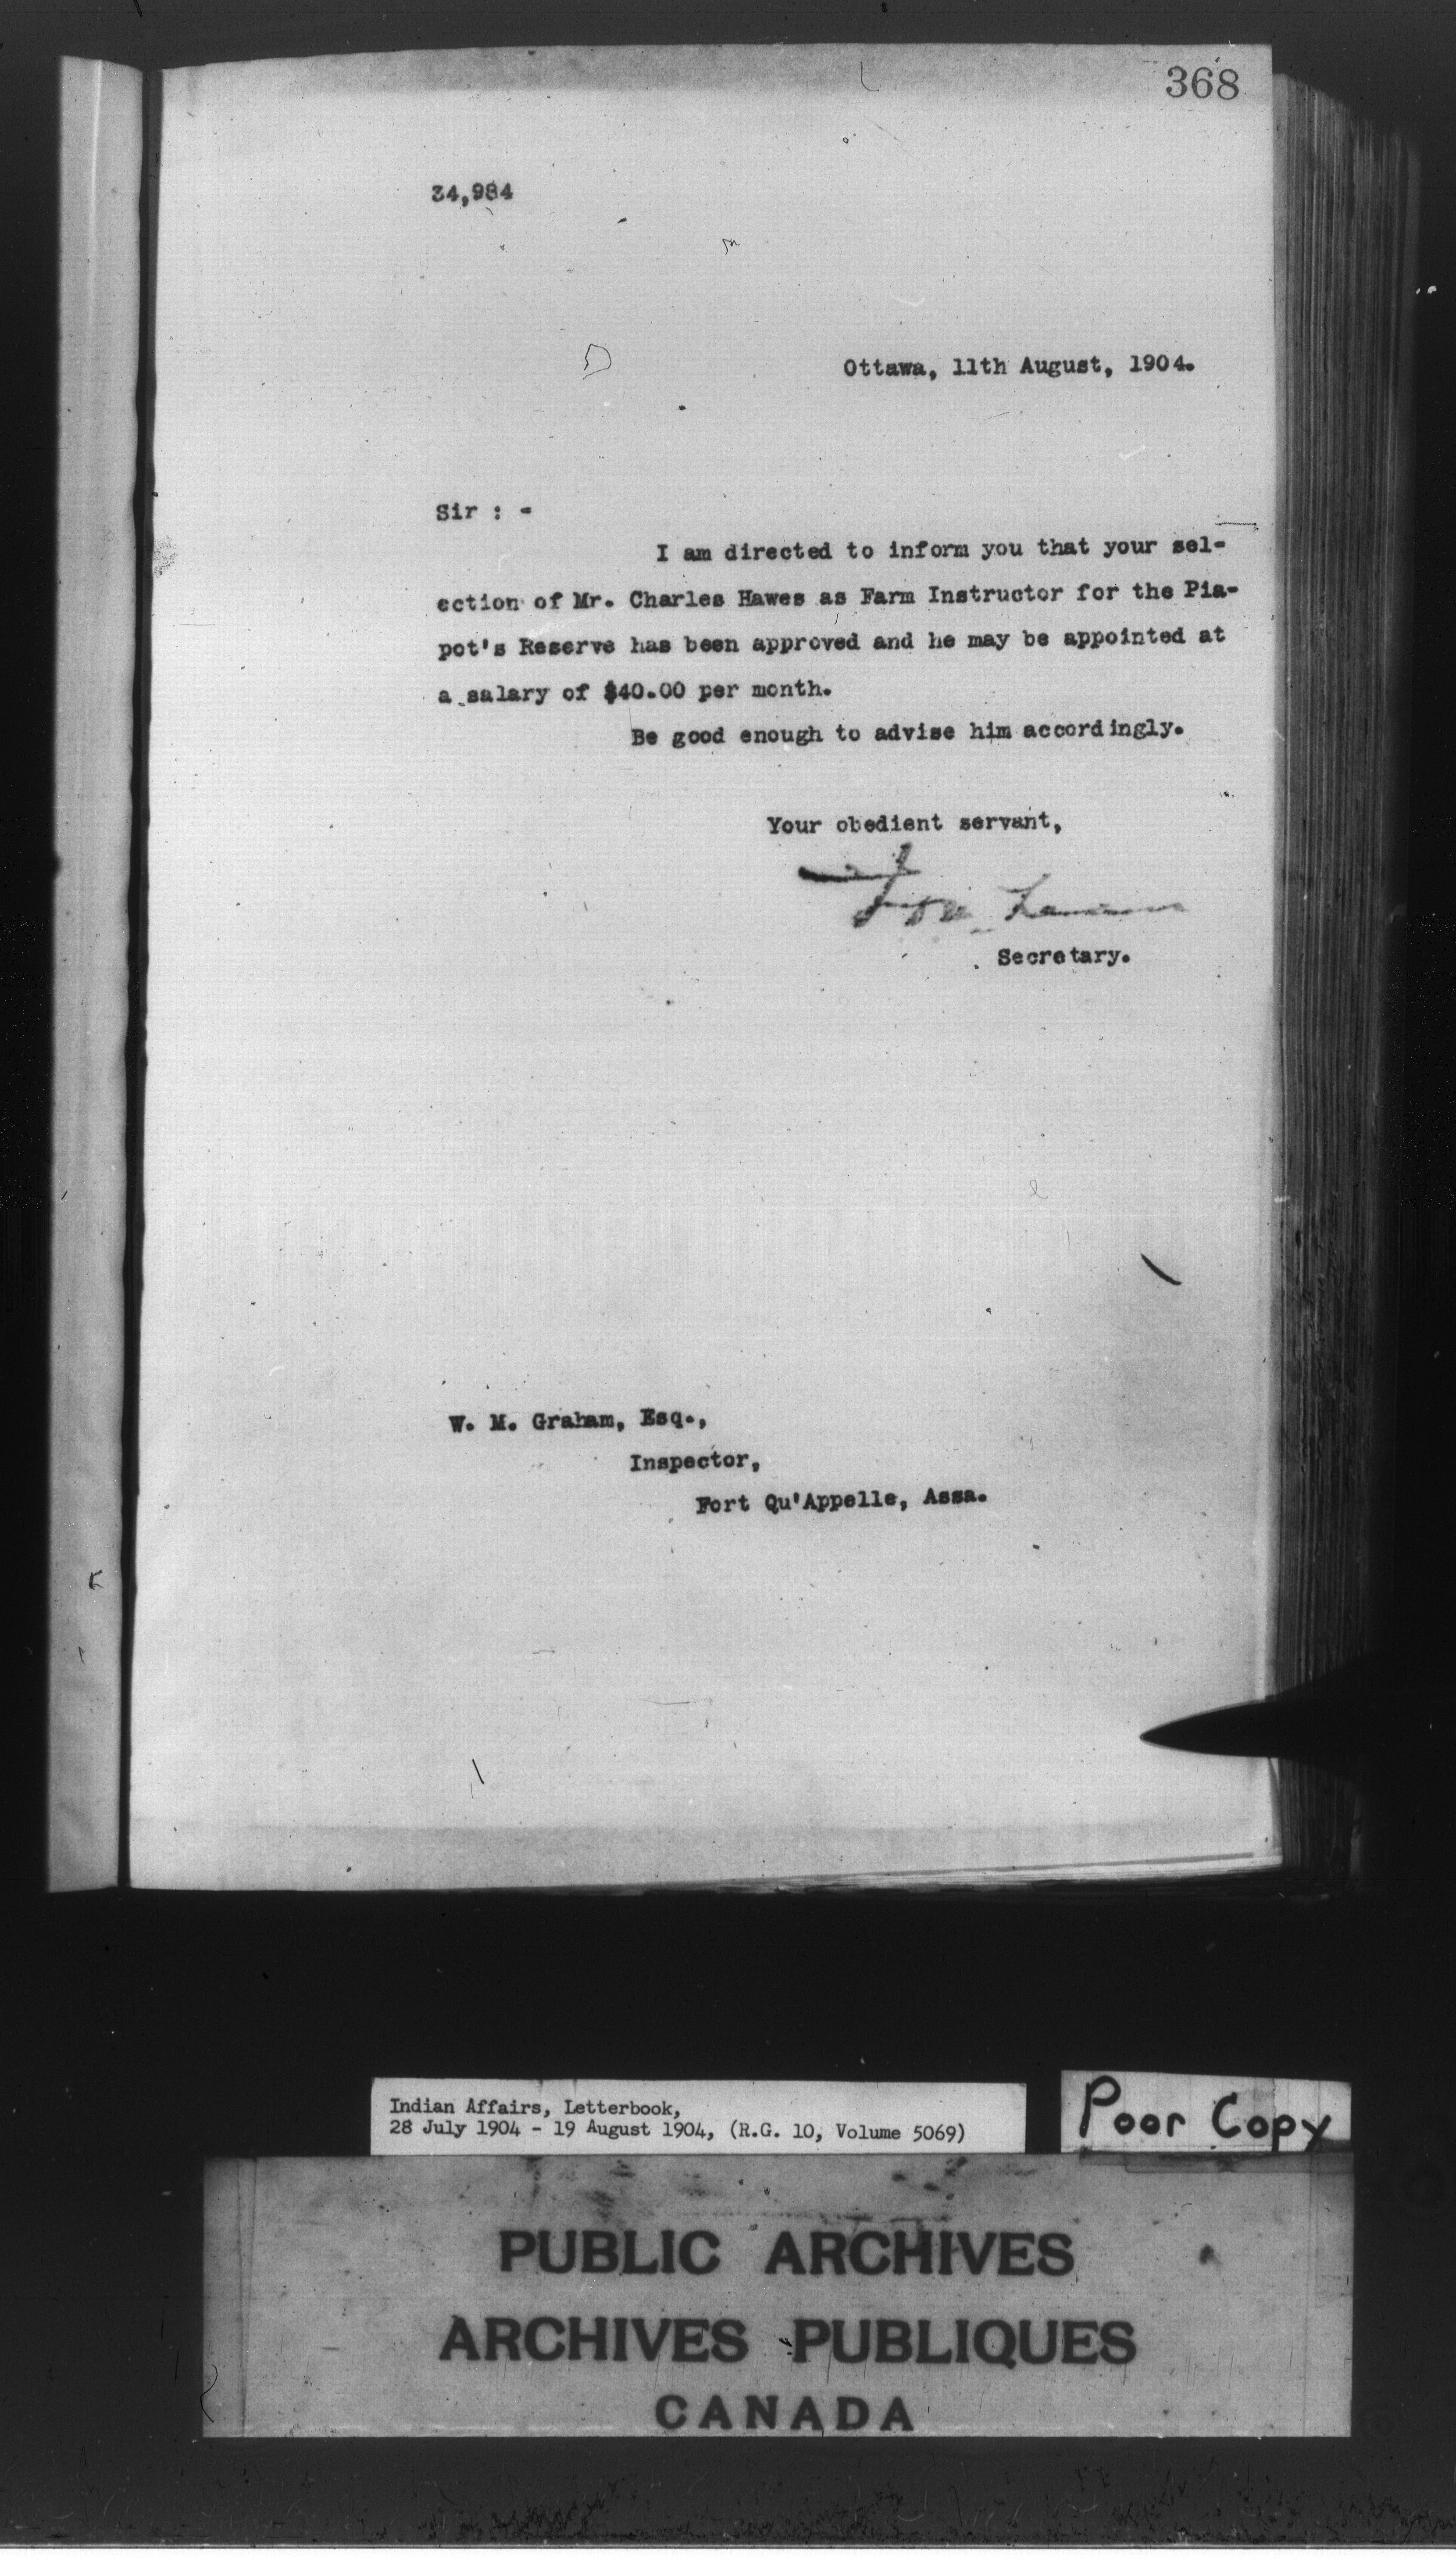 368
34,984
Ottawa, 11th August, 1904.
Sir : -
I am directed to inform you that your sel-
ection of Mr. Charles Hawes as Farm Instructor for the Pia-
pot's Reserve has been approved and he may be appointed at
a salary of $40.00 per month.
Be good enough to advise him accordingly.
Your obedient servant,
Secretary.
W. M. Graham, Esq.,
Inspector,
Fort Qu'Appelle, Assa.
Indian Affairs, Letterbook,
28 July 1904 - 19 August 1904, (R.G. 10, Volume 5069)
Poor Copy
PUBLIC ARCHIVES
ARCHIVES PUBLIQUES
CANADA